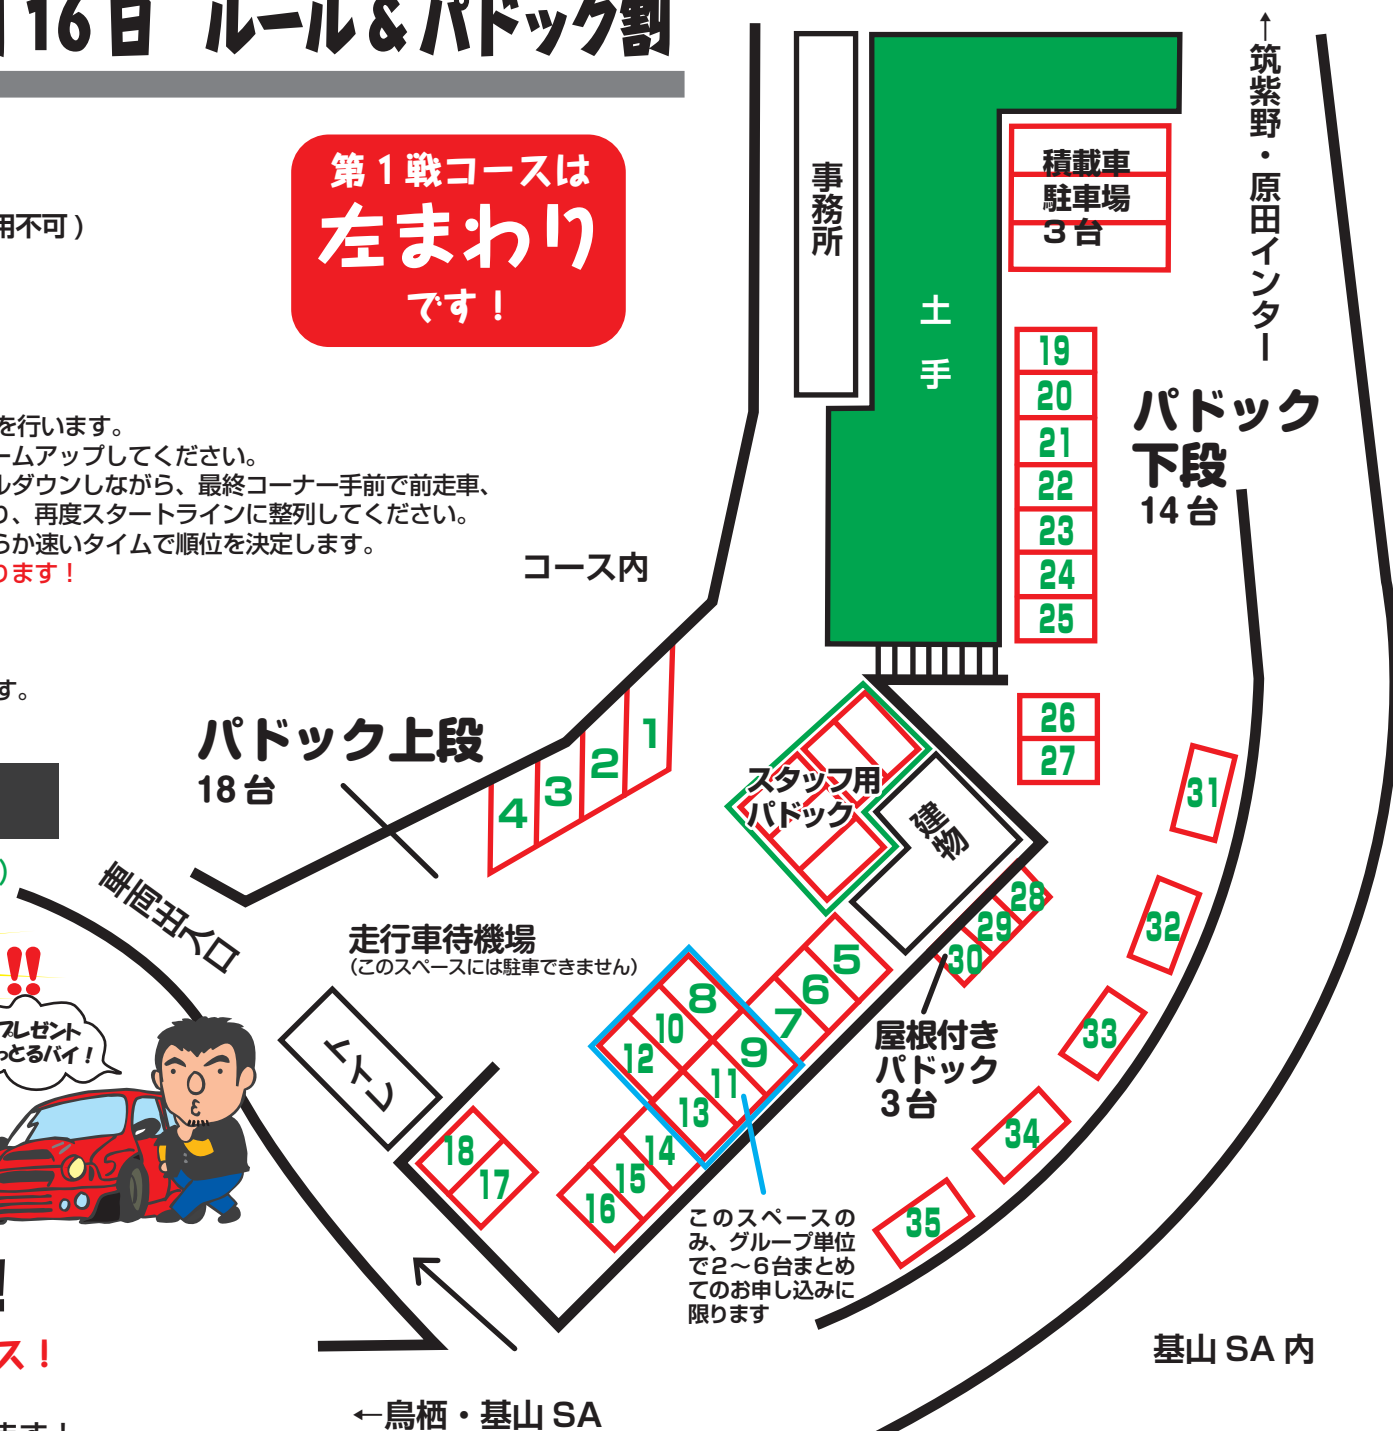 16日 ルール&パドック割
第1戦コースは
左まわり
です！
用不可)
を行います。
ームアップしてください。
ルダウンしながら、最終コーナー手前で前走車、
り、再度スタートラインに整列してください。
らか速いタイムで順位を決定します。
ります！
す。
コース内
事務所
土手
積載車
駐車場
3台
↑筑紫野・原田インター
19
20
21
22
23
24
25
パドック
下段
14台
26
27
パドック上段
18台
1
2
3
4
スタッフ用
パドック
建物
28
29
30
31
32
33
34
35
屋根付き
パドック
3台
車両出入口
走行車待機場
(このスペースには駐車できません)
トイレ
5
6
7
8
9
10
11
12
13
14
15
16
17
18
このスペースの
み、グループ単位
で2〜6台まとめ
てのお申し込みに
限ります
)
!!
プレゼント
っとるバイ！
！
ス！
ます！
←鳥栖・基山SA
基山SA内